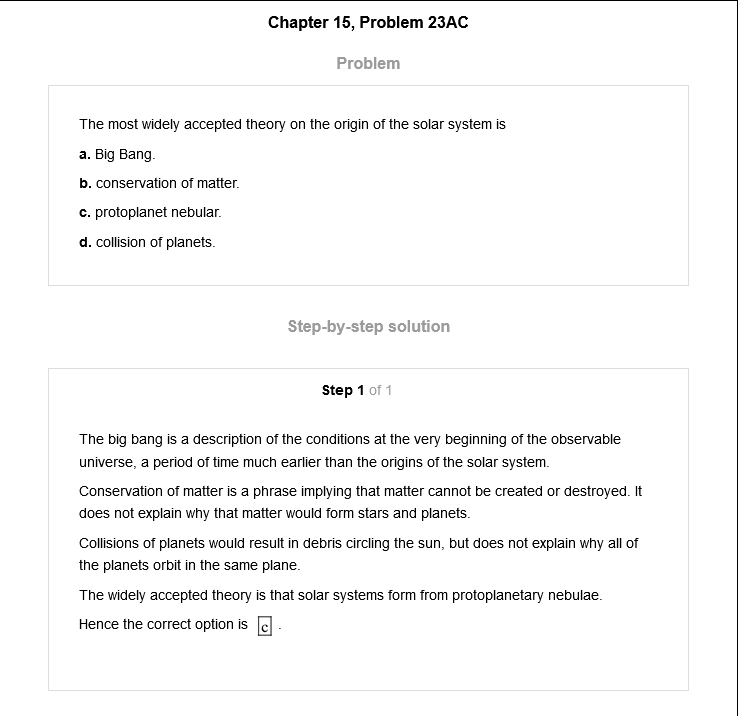 Chapter 15, Problem 23AC
Problem
The most widely accepted theory on the origin of the solar system is
a. Big Bang.
b. conservation of matter.
c. protoplanet nebular.
d. collision of planets.
Step-by-step solution
Step 1 of 1
The big bang is a description of the conditions at the very beginning of the observable
universe, a period of time much earlier than the origins of the solar system.
Conservation of matter is a phrase implying that matter cannot be created or destroyed. It
does not explain why that matter would form stars and planets.
Collisions of planets would result in debris circling the sun, but does not explain why all of
the planets orbit in the same plane.
The widely accepted theory is that solar systems form from protoplanetary nebulae.
Hence the correct option is c .